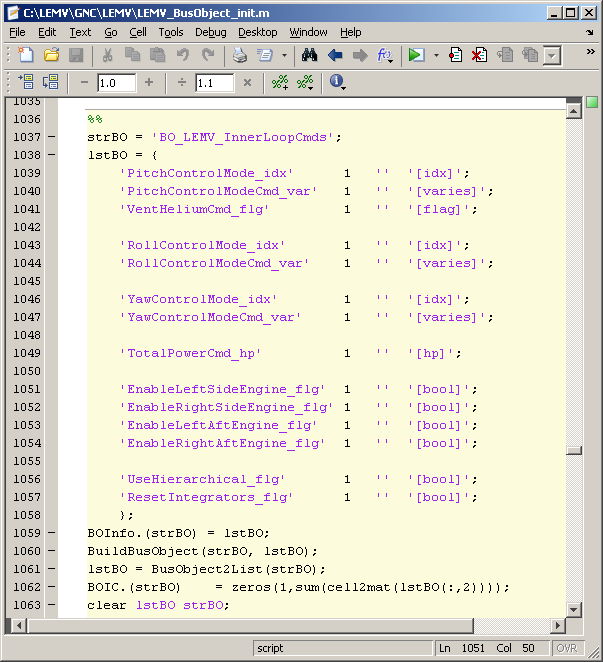 C:\LEMV\GNC\LEMV\LEMV_BusObject_init.m
File Edit Text Go Cell Tools Debug Desktop Window Help
- 1.0 + ÷ 1.1 ×
1035
1036 %%
1037 – strBO = 'BO_LEMV_InnerLoopCmds';
1038 – lstBO = {
1039 'PitchControlMode_idx' 1 '' '[idx]';
1040 'PitchControlModeCmd_var' 1 '' '[varies]';
1041 'VentHeliumCmd_flg' 1 '' '[flag]';
1042
1043 'RollControlMode_idx' 1 '' '[idx]';
1044 'RollControlModeCmd_var' 1 '' '[varies]';
1045
1046 'YawControlMode_idx' 1 '' '[idx]';
1047 'YawControlModeCmd_var' 1 '' '[varies]';
1048
1049 'TotalPowerCmd_hp' 1 '' '[hp]';
1050
1051 'EnableLeftSideEngine_flg' 1 '' '[bool]';
1052 'EnableRightSideEngine_flg' 1 '' '[bool]';
1053 'EnableLeftAftEngine_flg' 1 '' '[bool]';
1054 'EnableRightAftEngine_flg' 1 '' '[bool]';
1055
1056 'UseHierarchical_flg' 1 '' '[bool]';
1057 'ResetIntegrators_flg' 1 '' '[bool]';
1058 };
1059 – BOInfo.(strBO) = lstBO;
1060 – BuildBusObject(strBO, lstBO);
1061 – lstBO = BusObject2List(strBO);
1062 – BOIC.(strBO) = zeros(1,sum(cell2mat(lstBO(:,2))));
1063 – clear lstBO strBO;
script Ln 1051 Col 50 OVR